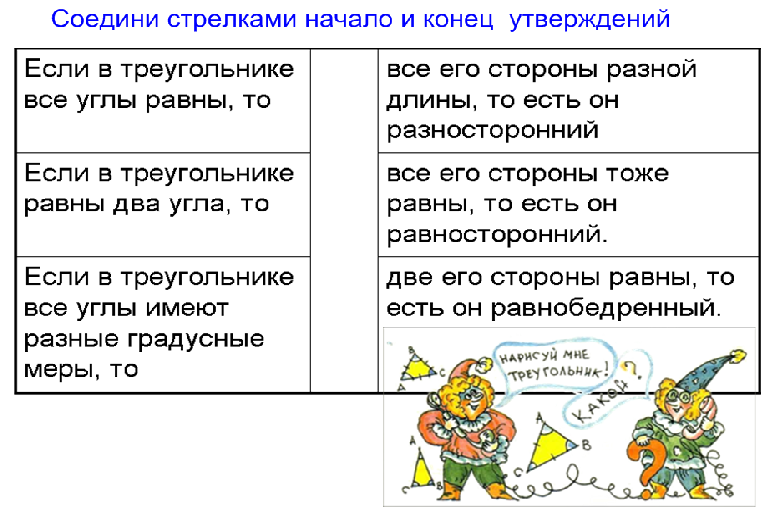 Соедини стрелками начало и конец утверждений
Если в треугольнике
все углы равны, то
все его стороны разной
длины, то есть он
разносторонний
Если в треугольнике
равны два угла, то
все его стороны тоже
равны, то есть он
равносторонний.
Если в треугольнике
все углы имеют
разные градусные
меры, то
две его стороны равны, то
есть он равнобедренный.
НАРИСУЙ МНЕ
ТРЕУГОЛЬНИК!
КАКОЙ?
B
A
C
A
B
C
B
A
C